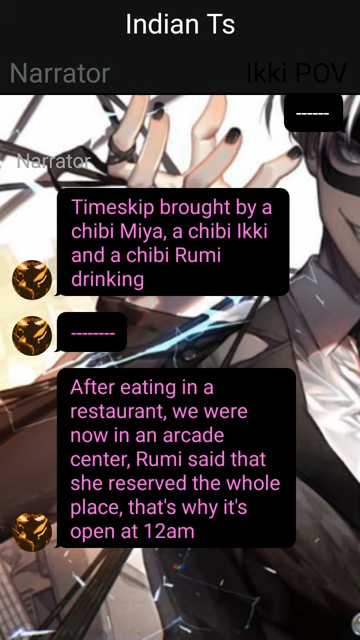 Indian Ts
Narrator
Ikki POV
------
Narrator
Timeskip brought by a
chibi Miya, a chibi Ikki
and a chibi Rumi
drinking
--------
After eating in a
restaurant, we were
now in an arcade
center, Rumi said that
she reserved the whole
place, that's why it's
open at 12am